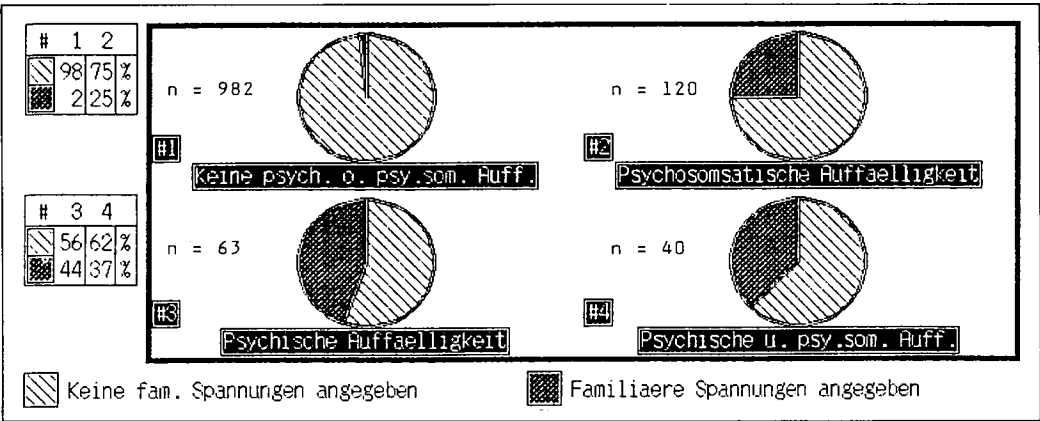 # 1 2
98 75 %
2 25 %
n = 982
#1
Keine psych. o. psy.som. Auff.
n = 120
#2
Psychosomsatische Auffaelligkeit
# 3 4
56 62 %
44 37 %
n = 63
#3
Psychische Auffaelligkeit
n = 40
#4
Psychische u. psy.som. Auff.
Keine fam. Spannungen angegeben
Familiaere Spannungen angegeben